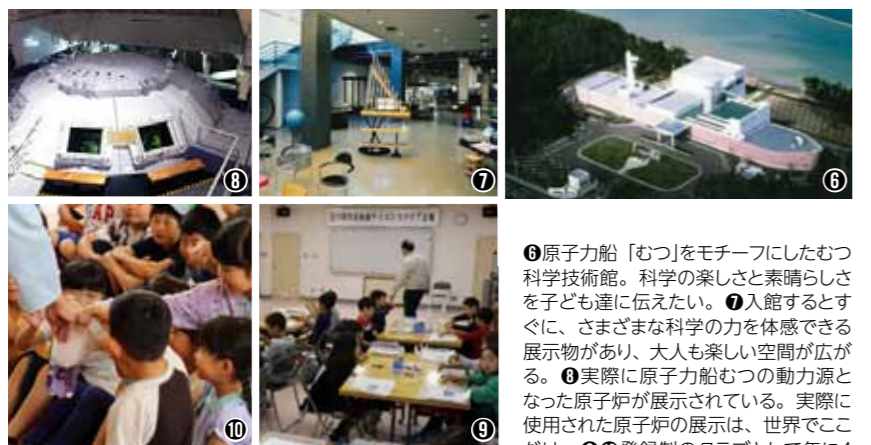 ❽
❼
❻
❿
❾
❻原子力船「むつ」をモチーフにしたむつ
科学技術館。科学の楽しさと素晴らしさ
を子ども達に伝えたい。❼入館するとす
ぐに、さまざまな科学の力を体感できる
展示物があり、大人も楽しい空間が広が
る。❽実際に原子力船むつの動力源と
なった原子炉が展示されている。実際に
使用された原子炉の展示は、世界でここ